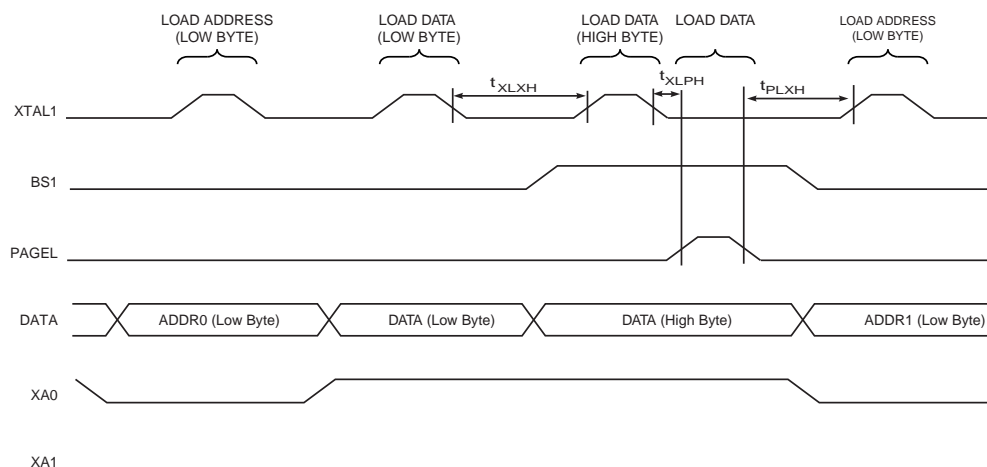 LOAD ADDRESS
(LOW BYTE)
LOAD DATA
(LOW BYTE)
LOAD DATA
(HIGH BYTE)
LOAD DATA
LOAD ADDRESS
(LOW BYTE)
t XLXH
tXLPH
tPLXH
XTAL1
BS1
PAGEL
DATA
ADDR0 (Low Byte)
DATA (Low Byte)
DATA (High Byte)
ADDR1 (Low Byte)
XA0
XA1